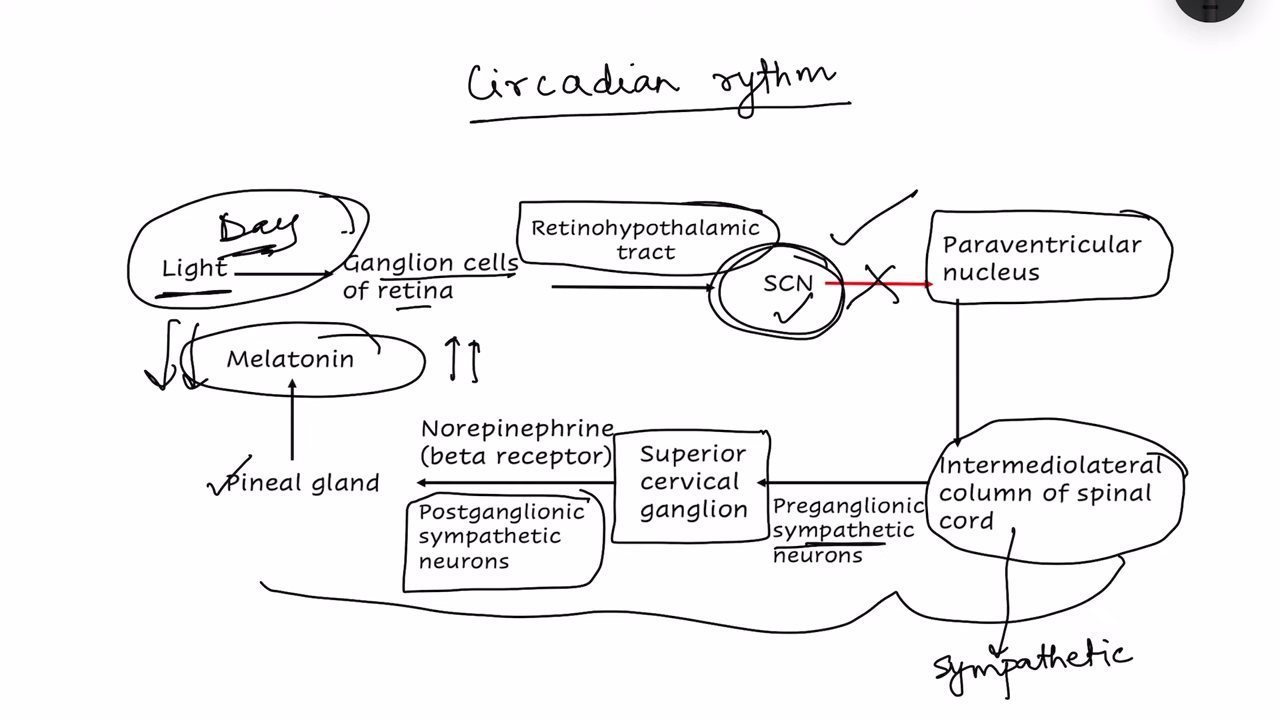 Circadian rythm
Day
Light
Ganglion cells
of retina
Retinohypothalamic
tract
SCN
Paraventricular
nucleus
Melatonin
Pineal gland
Norepinephrine
(beta receptor)
Postganglionic
sympathetic
neurons
Superior
cervical
ganglion
Preganglionic
sympathetic
neurons
Intermediolateral
column of spinal
cord
sympathetic